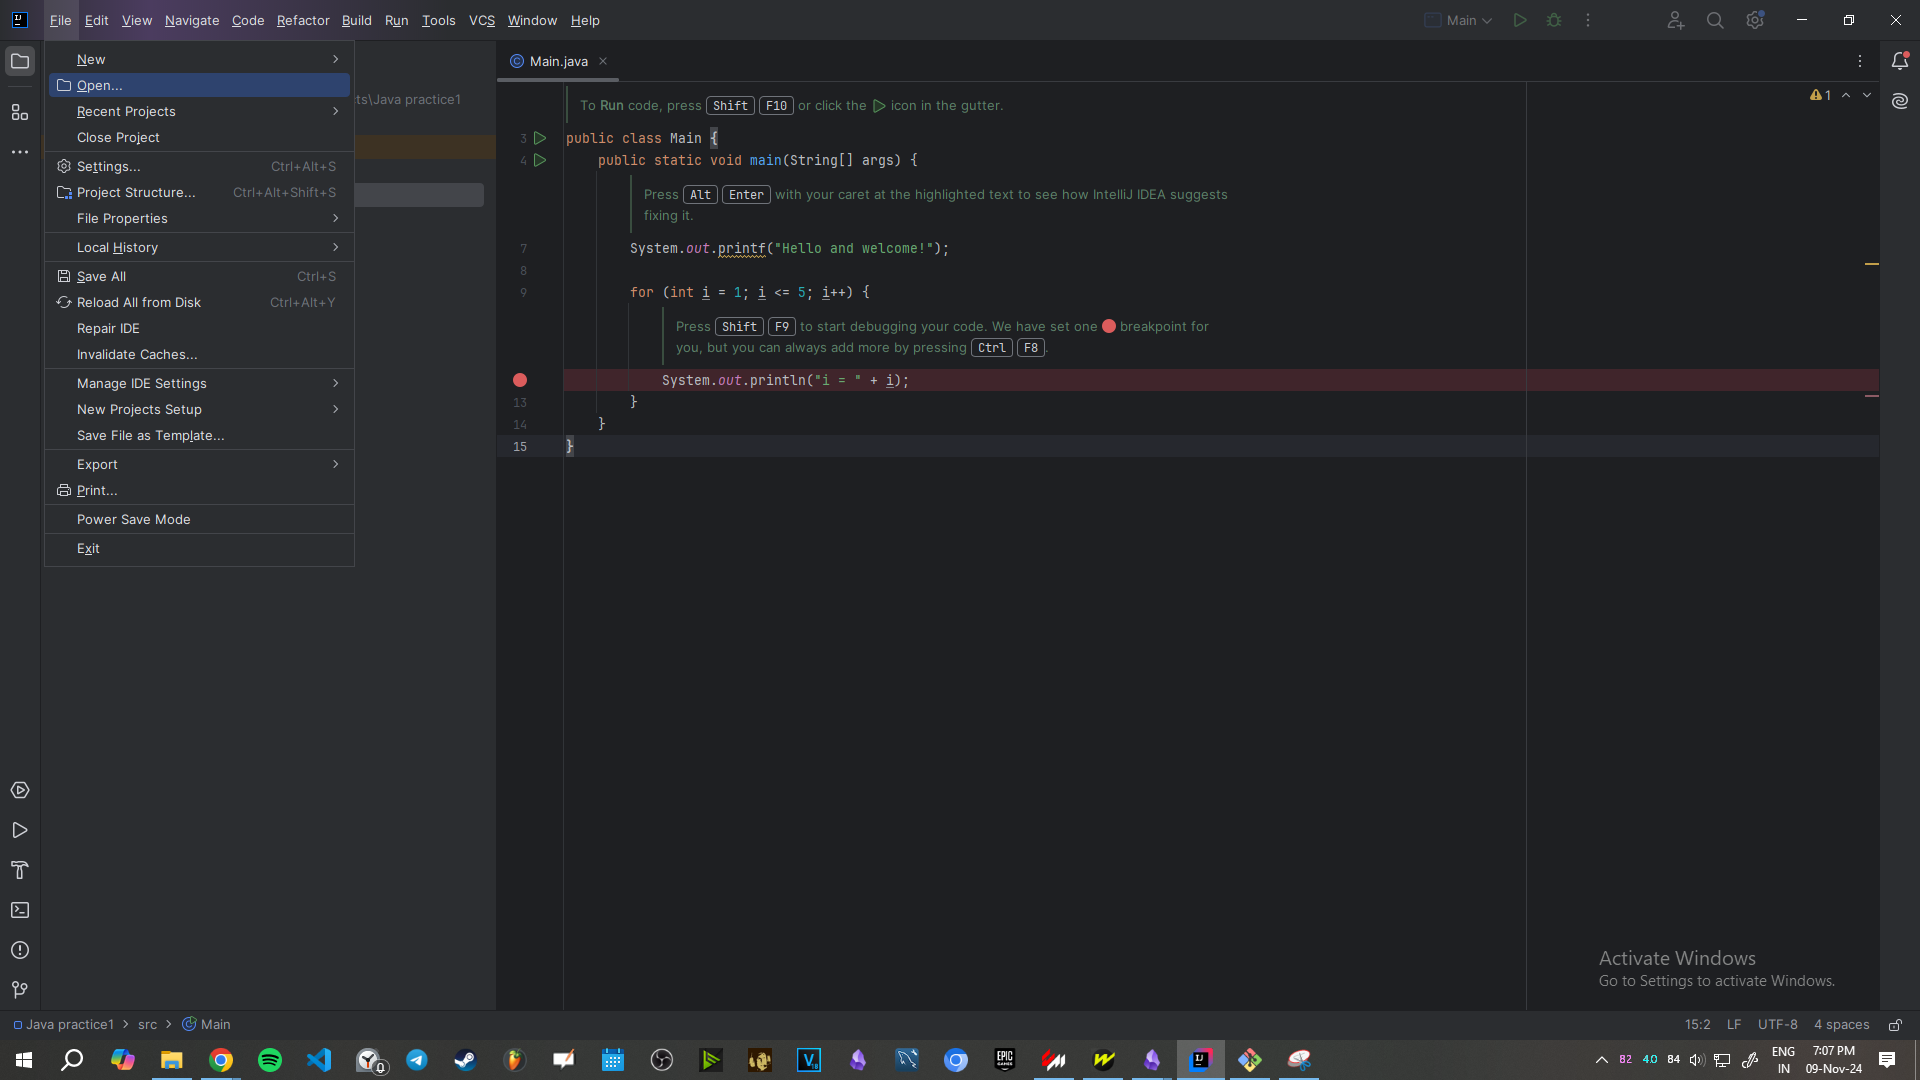 File Edit View Navigate Code Refactor Build Run Tools VCS Window Help
Main
New
Open...
Recent Projects
Close Project
Settings... Ctrl+Alt+S
Project Structure... Ctrl+Alt+Shift+S
File Properties
Local History
Save All Ctrl+S
Reload All from Disk Ctrl+Alt+Y
Repair IDE
Invalidate Caches...
Manage IDE Settings
New Projects Setup
Save File as Template...
Export
Print...
Power Save Mode
Exit
ts\Java practice1
Main.java
1
To Run code, press Shift F10 or click the icon in the gutter.
3 public class Main {
4 public static void main(String[] args) {
Press Alt Enter with your caret at the highlighted text to see how IntelliJ IDEA suggests
fixing it.
7 System.out.printf("Hello and welcome!");
8
9 for (int i = 1; i <= 5; i++) {
Press Shift F9 to start debugging your code. We have set one breakpoint for
you, but you can always add more by pressing Ctrl F8.
System.out.println("i = " + i);
13 }
14 }
15 }
Activate Windows
Go to Settings to activate Windows.
Java practice1 > src > Main
15:2 LF UTF-8 4 spaces
82 40 84
ENG
IN
7:07 PM
09-Nov-24